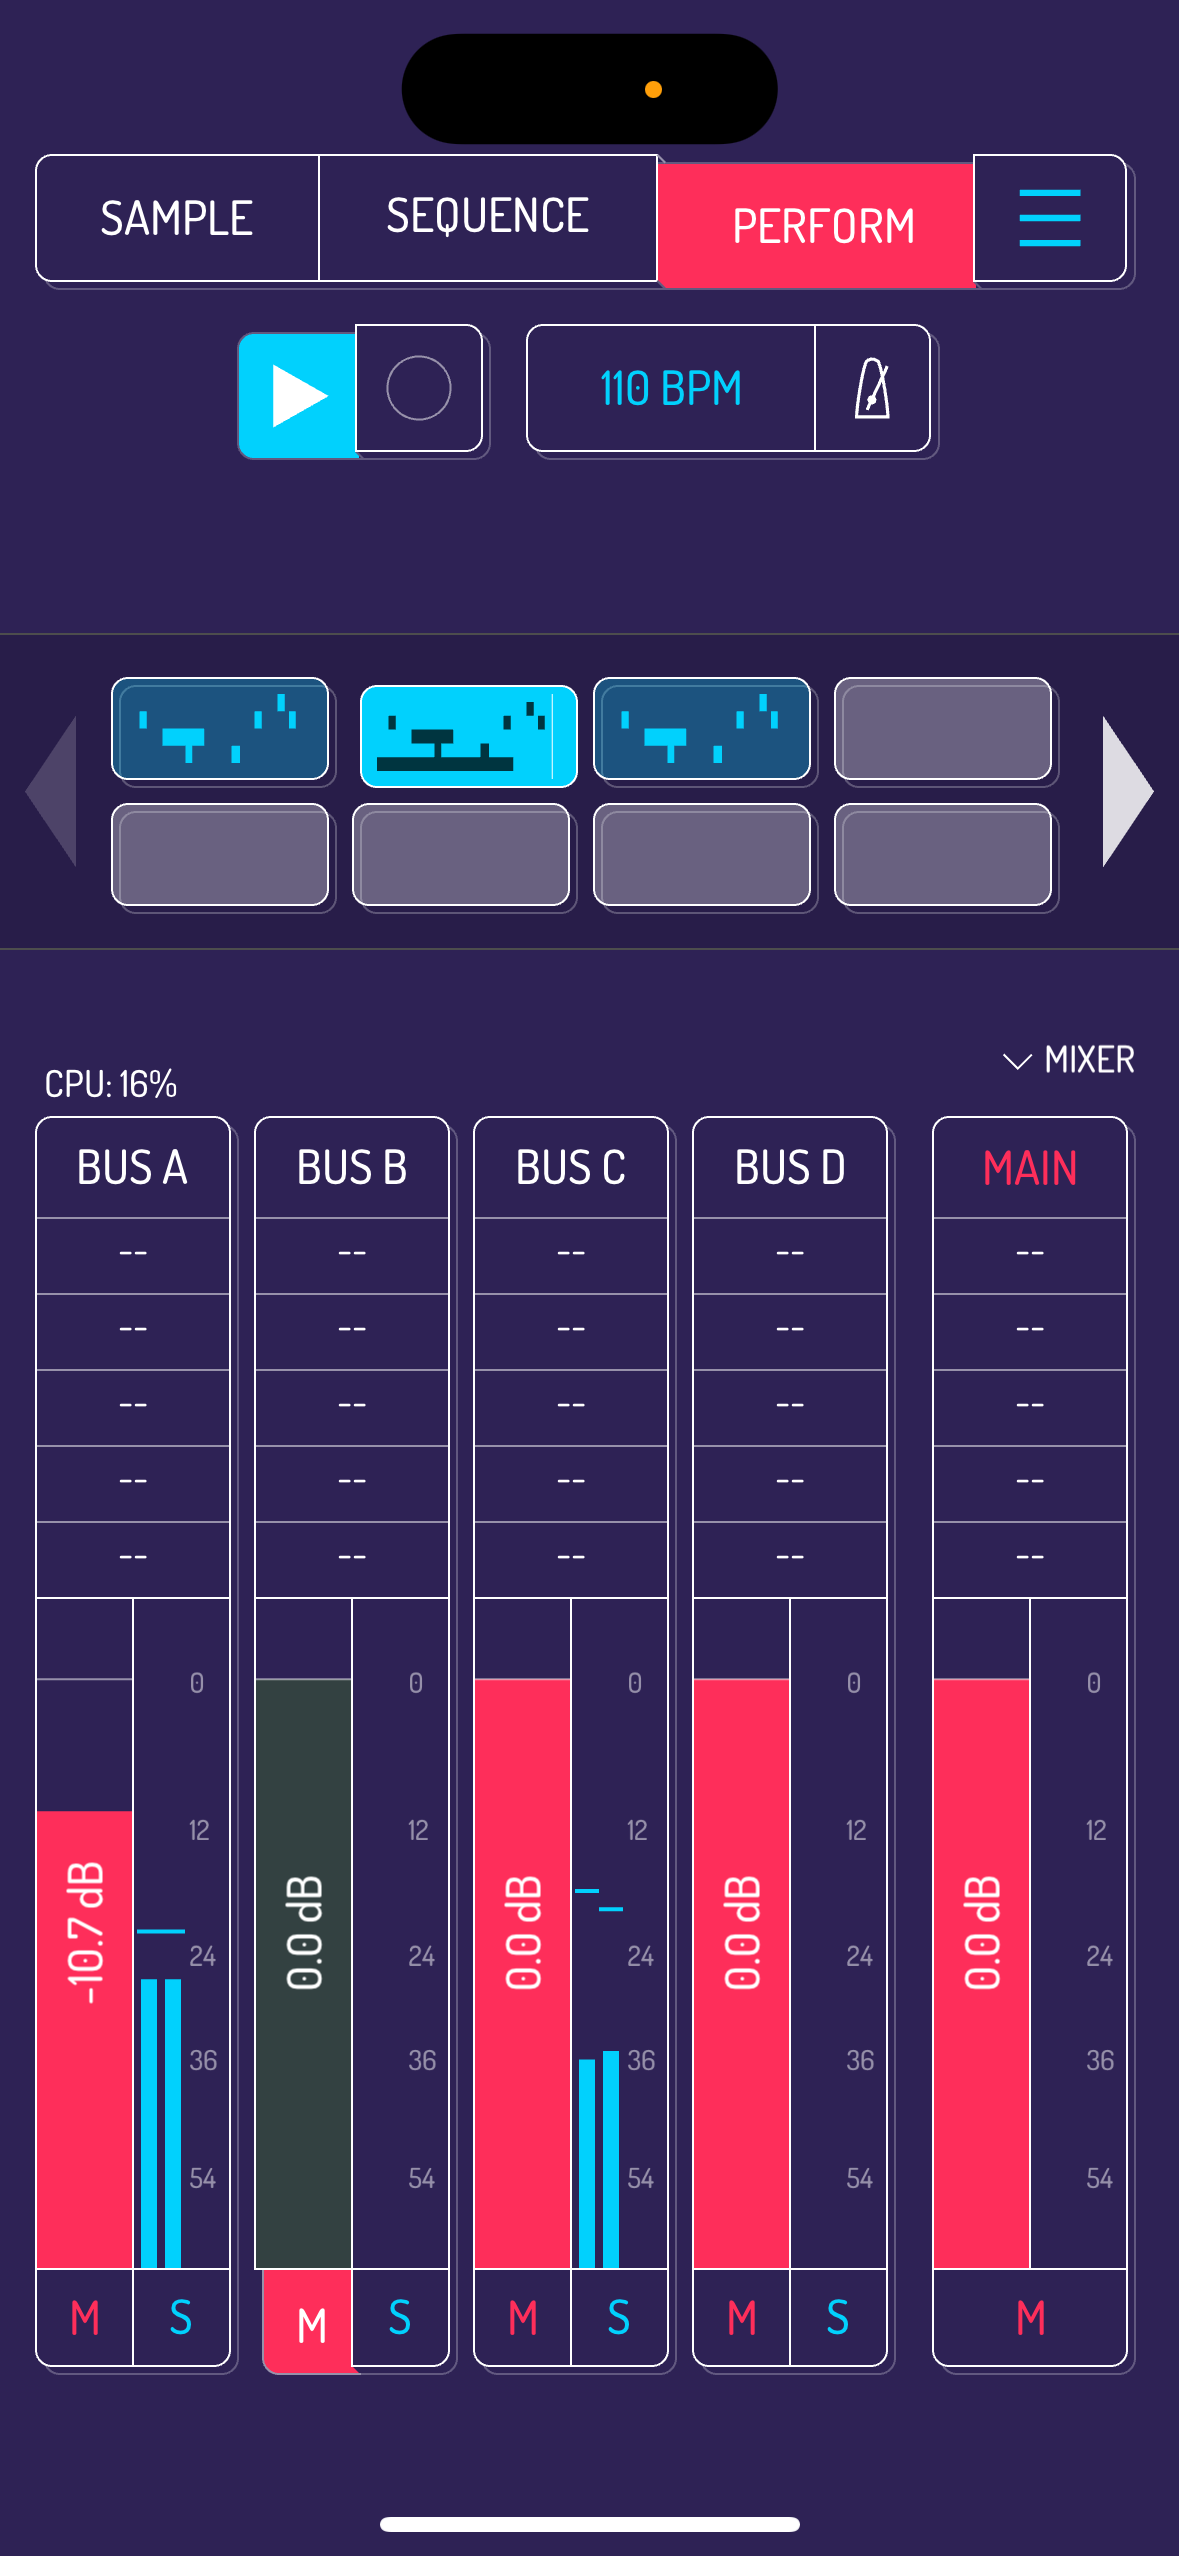 SAMPLE SEQUENCE PERFORM
110 BPM
MIXER
CPU: 16%
BUS A BUS B BUS C BUS D MAIN
-- -- -- -- --
-- -- -- -- --
-- -- -- -- --
-- -- -- -- --
-- -- -- -- --
0 0 0 0 0
12 12 12 12 12
-10.7 dB 0.0 dB 0.0 dB 0.0 dB 0.0 dB
24 24 24 24 24
36 36 36 36 36
54 54 54 54 54
M S M S M S M S M